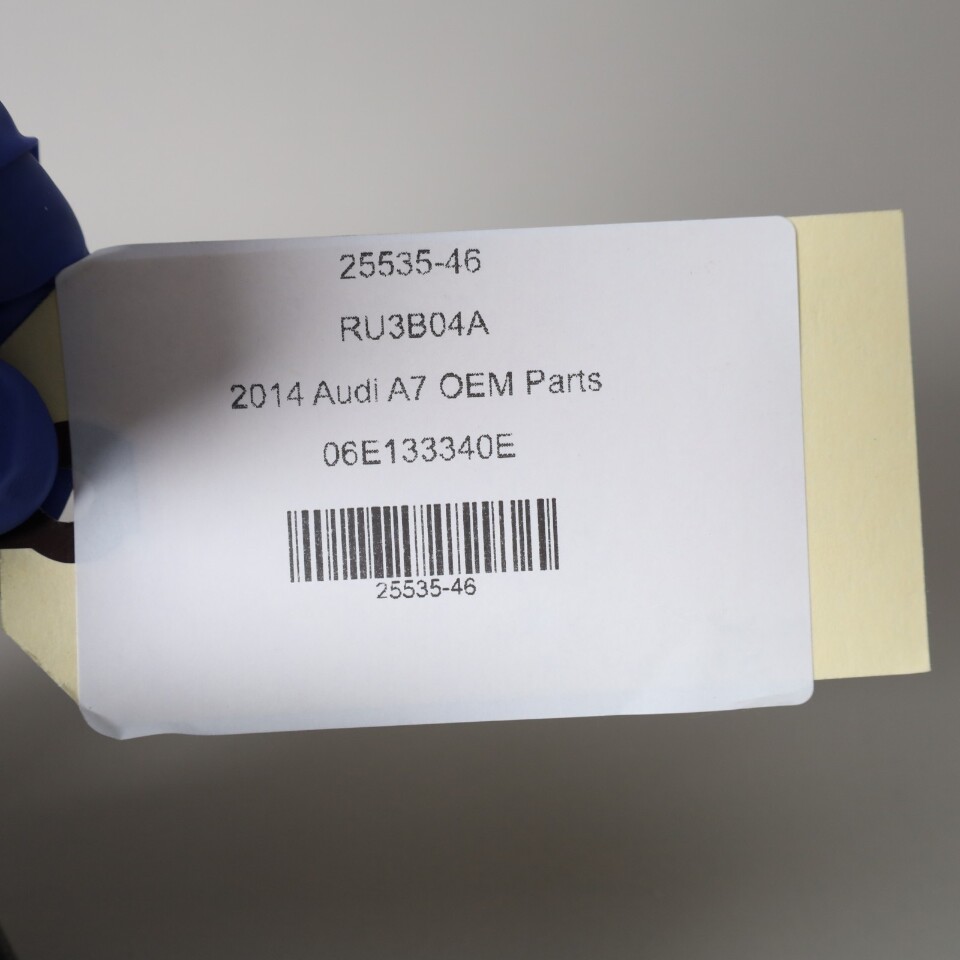 25535-46
RU3B04A
2014 Audi A7 OEM Parts
06E133340E
25535-46